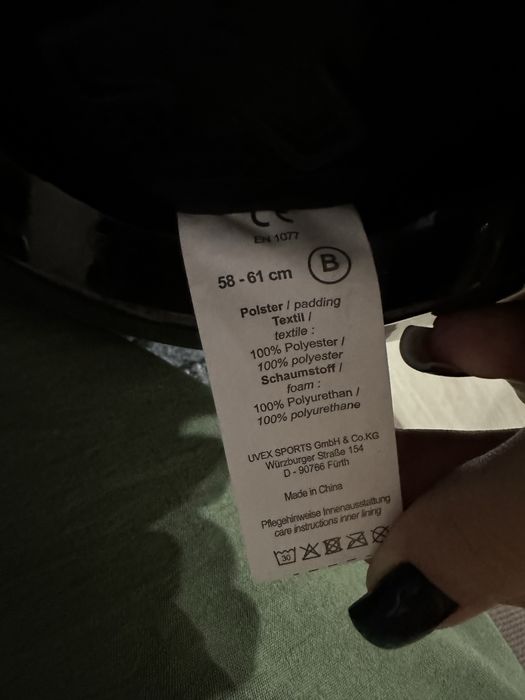 CE
EN 1077
58 - 61 cm B
Polster / padding
Textil /
textile :
100% Polyester /
100% polyester
Schaumstoff /
foam :
100% Polyurethan /
100% polyurethane
UVEX SPORTS GmbH & Co.KG
Würzburger Straße 154
D - 90766 Fürth
Made in China
Pflegehinweise Innenausstattung
care instructions inner lining
30